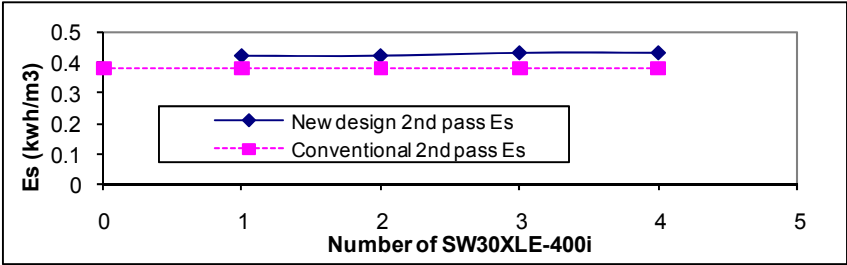 0.5
0.4
0.3
0.2
0.1
0
Es (kwh/m3)
New design 2nd pass Es
Conventional 2nd pass Es
0 1 2 3 4 5
Number of SW30XLE-400i